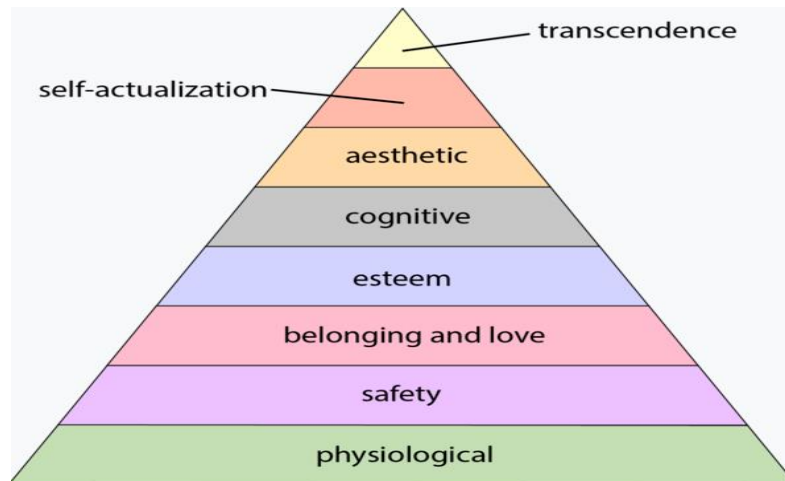 transcendence
self-actualization
aesthetic
cognitive
esteem
belonging and love
safety
physiological